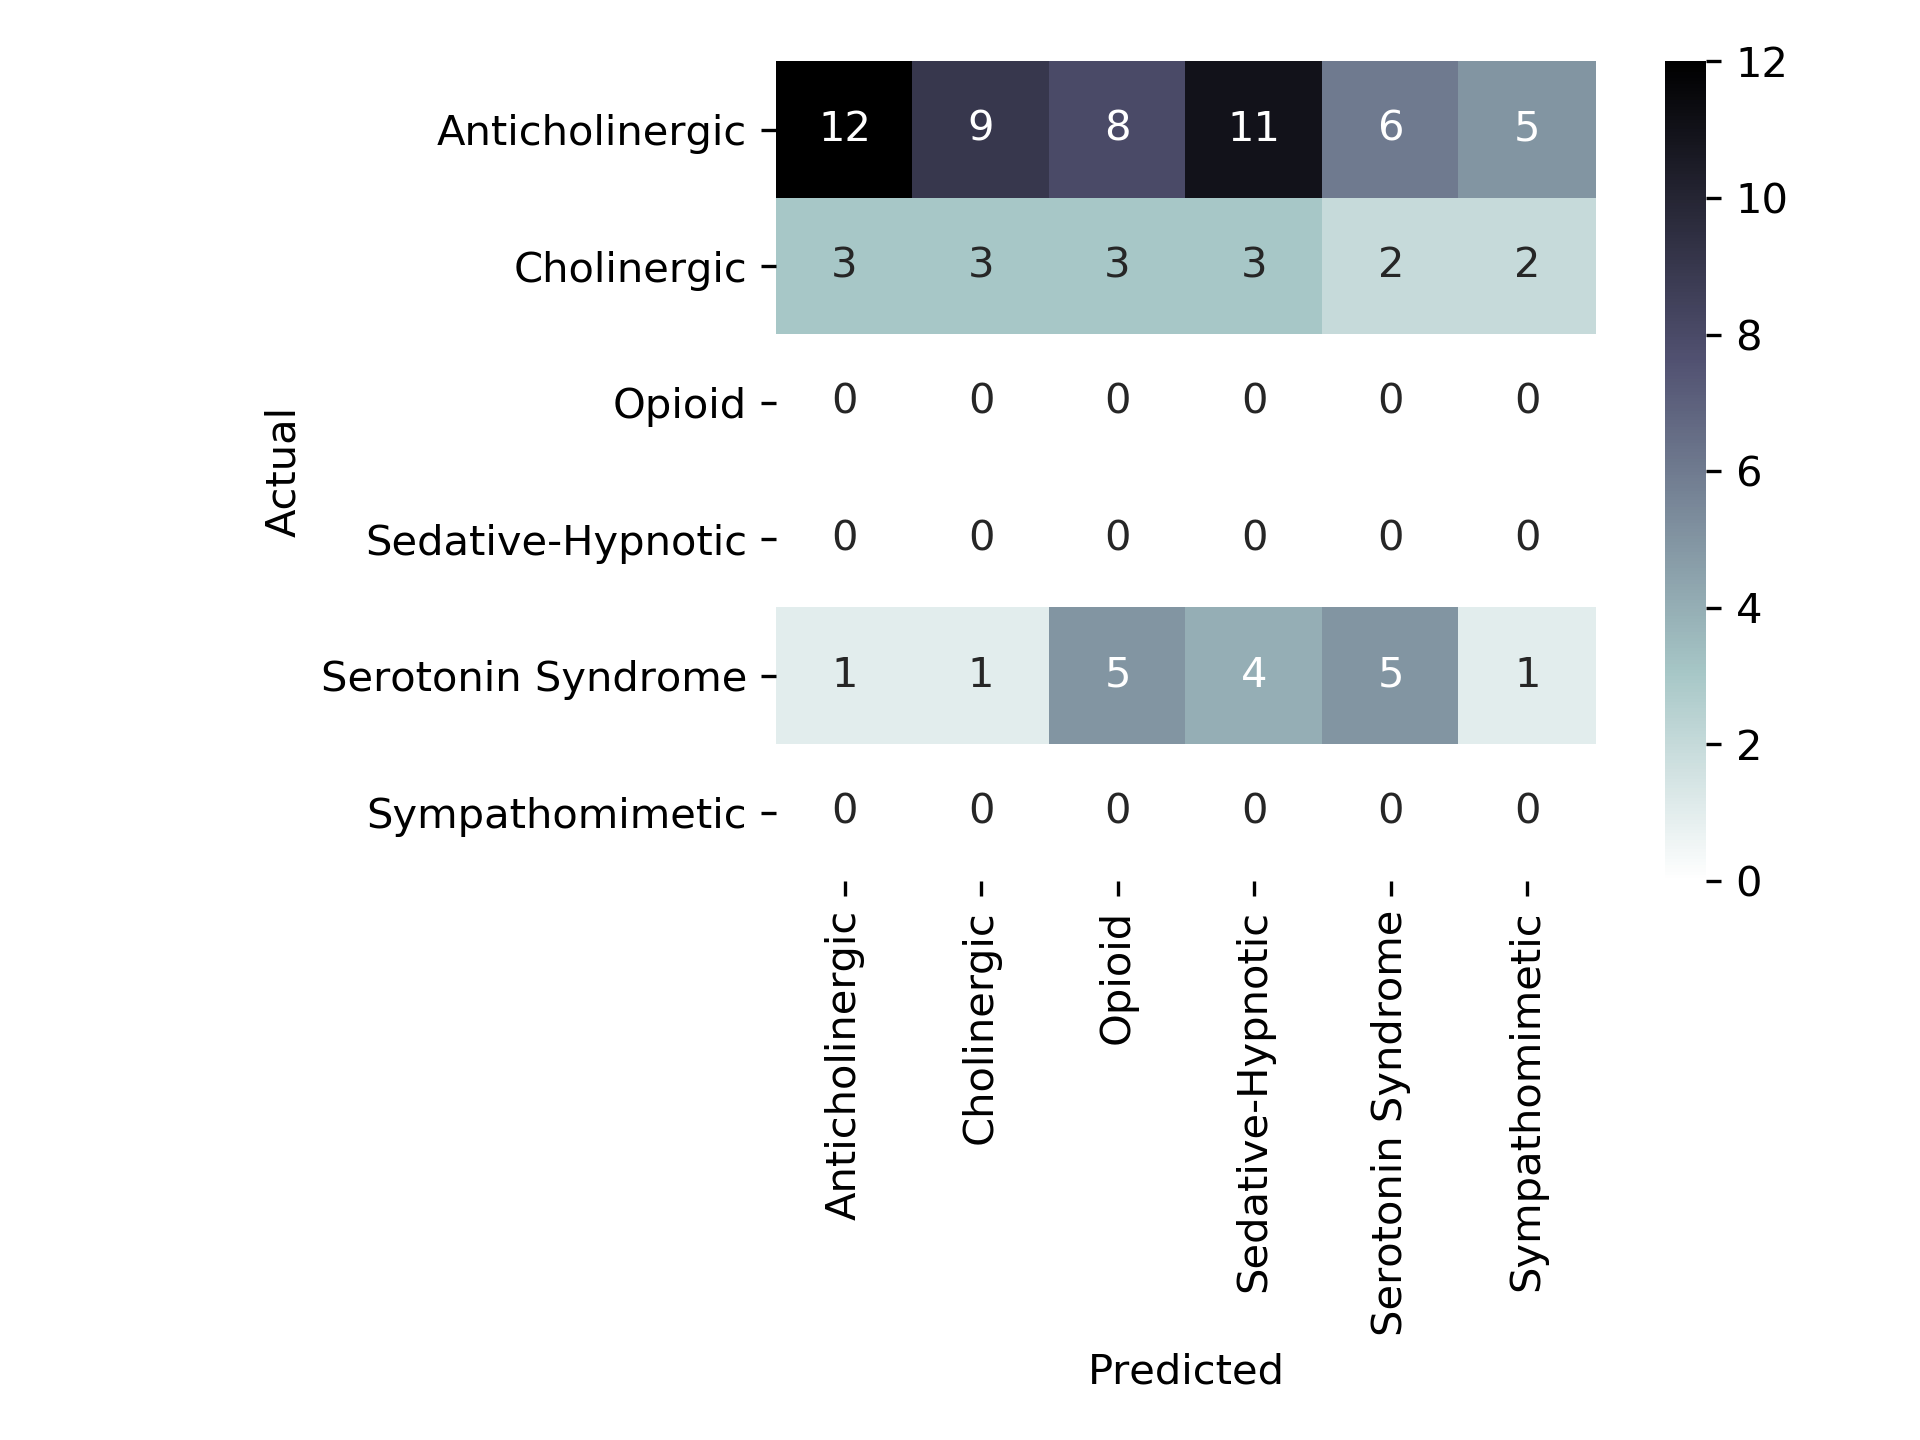 Actual
Anticholinergic 12 9 8 11 6 5
Cholinergic 3 3 3 3 2 2
Opioid 0 0 0 0 0 0
Sedative-Hypnotic 0 0 0 0 0 0
Serotonin Syndrome 1 1 5 4 5 1
Sympathomimetic 0 0 0 0 0 0
Anticholinergic
Cholinergic
Opioid
Sedative-Hypnotic
Serotonin Syndrome
Sympathomimetic
Predicted
12
10
8
6
4
2
0